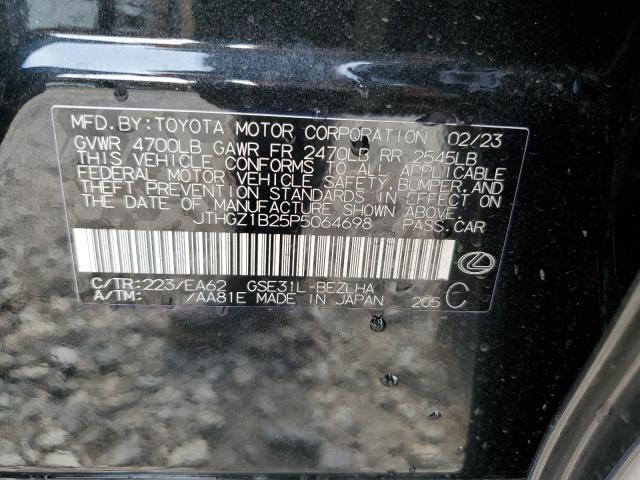 MFD. BY: TOYOTA MOTOR CORPORATION 02/23
GVWR 4700LB GAWR FR 2470LB RR 2545LB
THIS VEHICLE CONFORMS TO ALL APPLICABLE
FEDERAL MOTOR VEHICLE SAFETY, BUMPER, AND
THEFT PREVENTION STANDARDS IN EFFECT ON
THE DATE OF MANUFACTURE SHOWN ABOVE.
JTHGZ1B25P5064698 PASS.CAR
C/TR:223/EA62 GSE31L-BEZLHA
A/TM: /AA81E MADE IN JAPAN 205 C